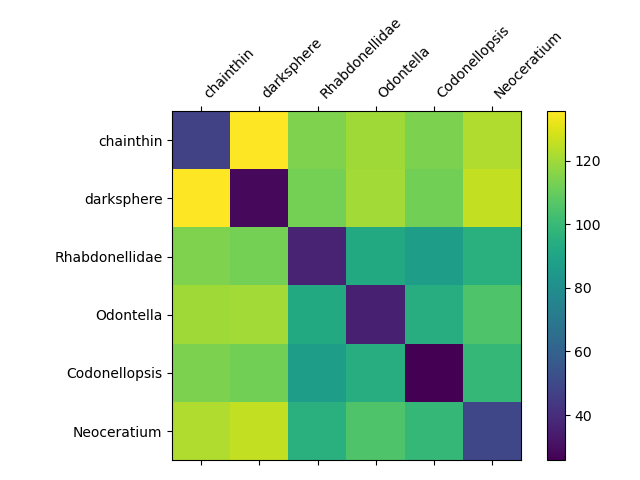 chainthin
darksphere
Rhabdonellidae
Odontella
Codonellopsis
Neoceratium
chainthin
darksphere
Rhabdonellidae
Odontella
Codonellopsis
Neoceratium
120
100
80
60
40